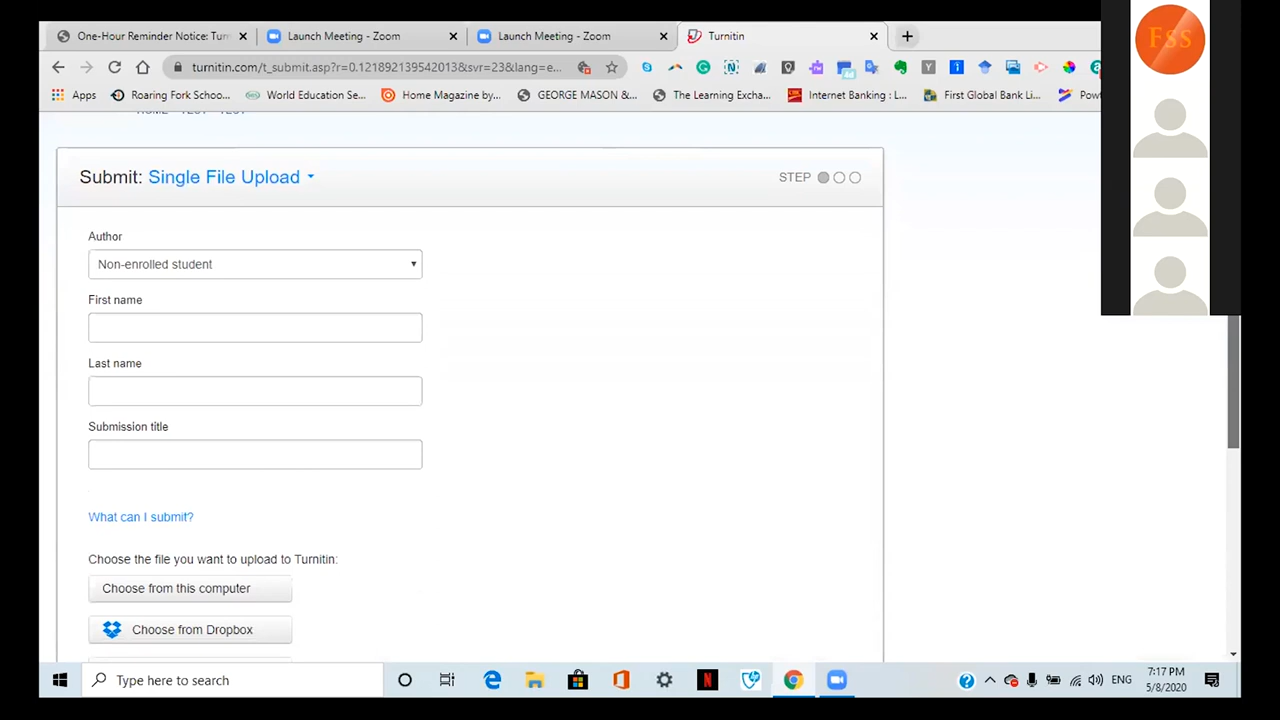 One-Hour Reminder Notice: Turn
Launch Meeting - Zoom
Launch Meeting - Zoom
Turnitin
turnitin.com/t_submit.asp?r=0.121892139542013&svr=23&lang=e...
Apps
Roaring Fork Schoo...
World Education Se...
Home Magazine by...
GEORGE MASON &...
The Learning Excha...
Internet Banking : L...
First Global Bank Li...
Powt
Fss
Submit: Single File Upload
STEP
Author
Non-enrolled student
First name
Last name
Submission title
What can I submit?
Choose the file you want to upload to Turnitin:
Choose from this computer
Choose from Dropbox
Type here to search
ENG
7:17 PM
5/8/2020